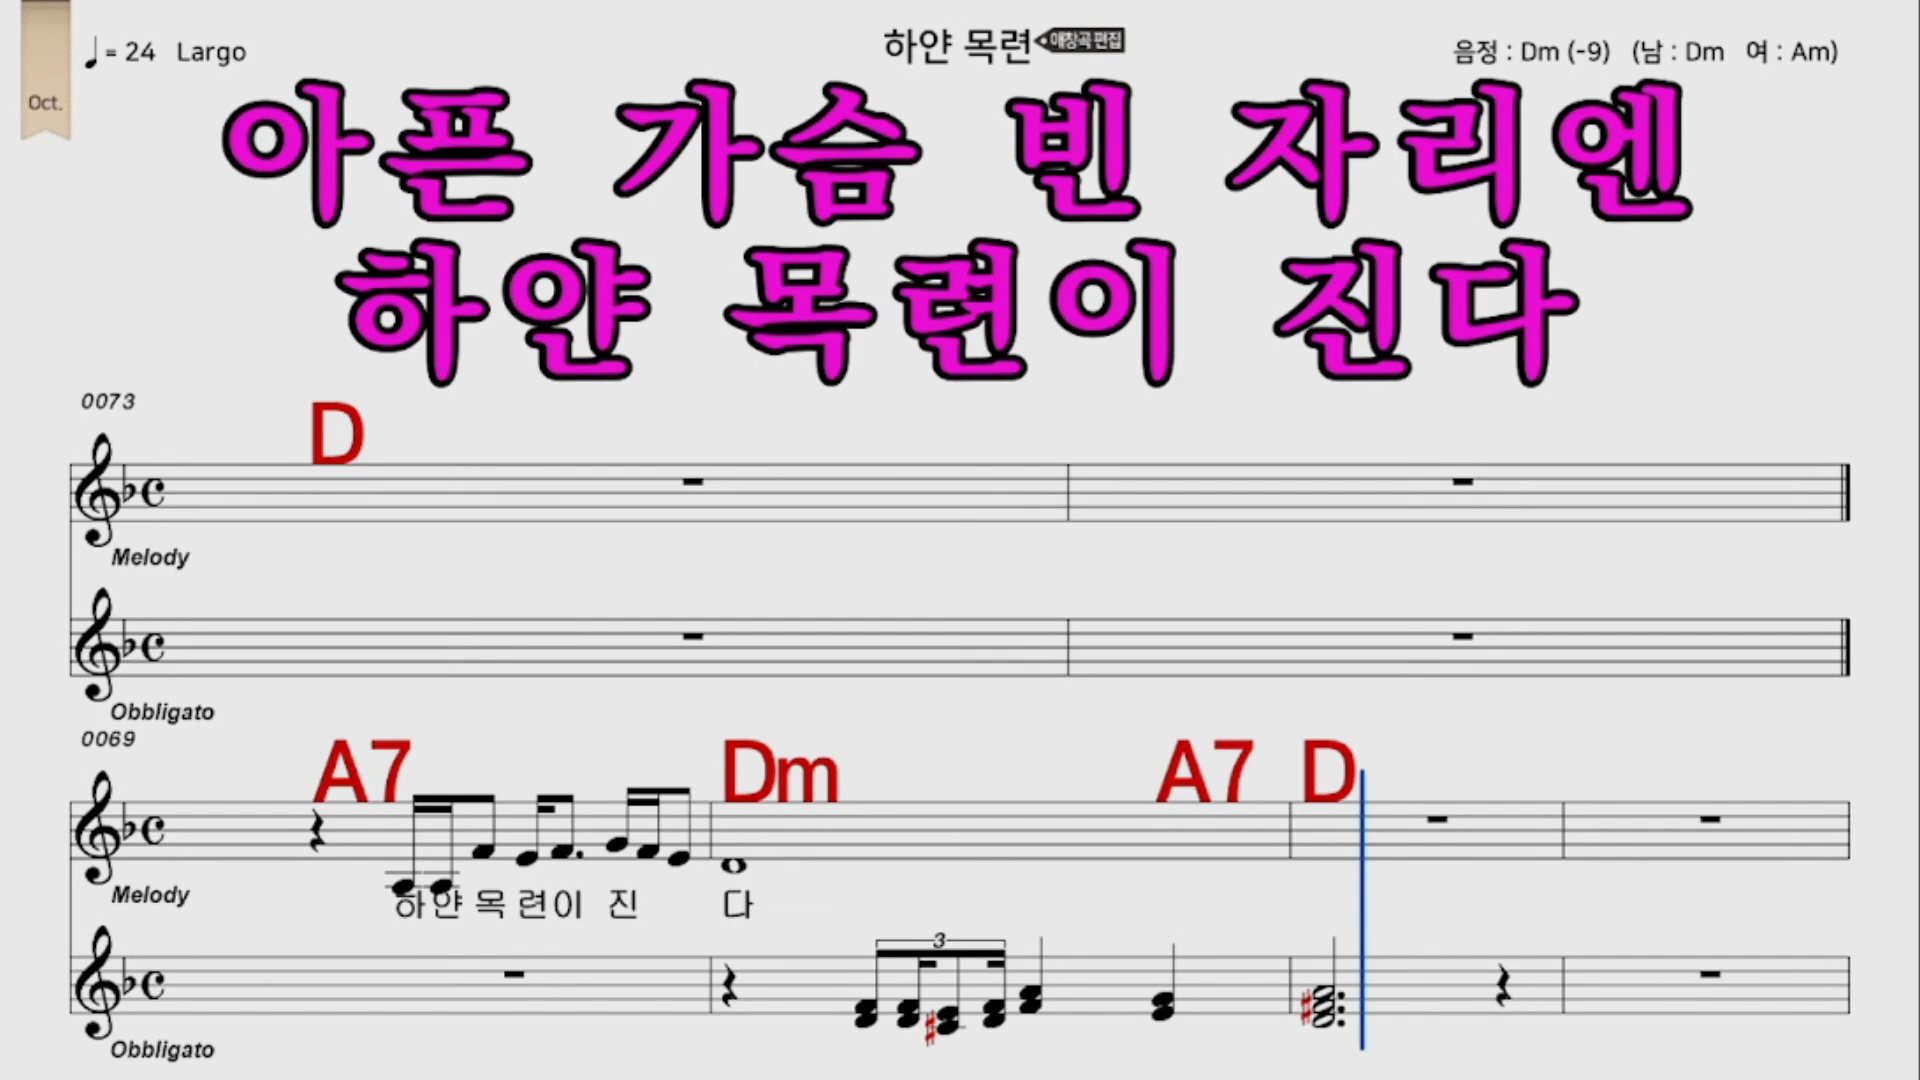 ♩= 24 Largo
하얀 목련 애창곡 편집
음정 : Dm (-9) (남 : Dm 여 : Am)
Oct.
아픈 가슴 빈 자리엔
하얀 목련이 진다
0073
D
Melody
Obbligato
0069
A7 Dm A7 D
Melody
하얀 목 련이 진 다
3
Obbligato